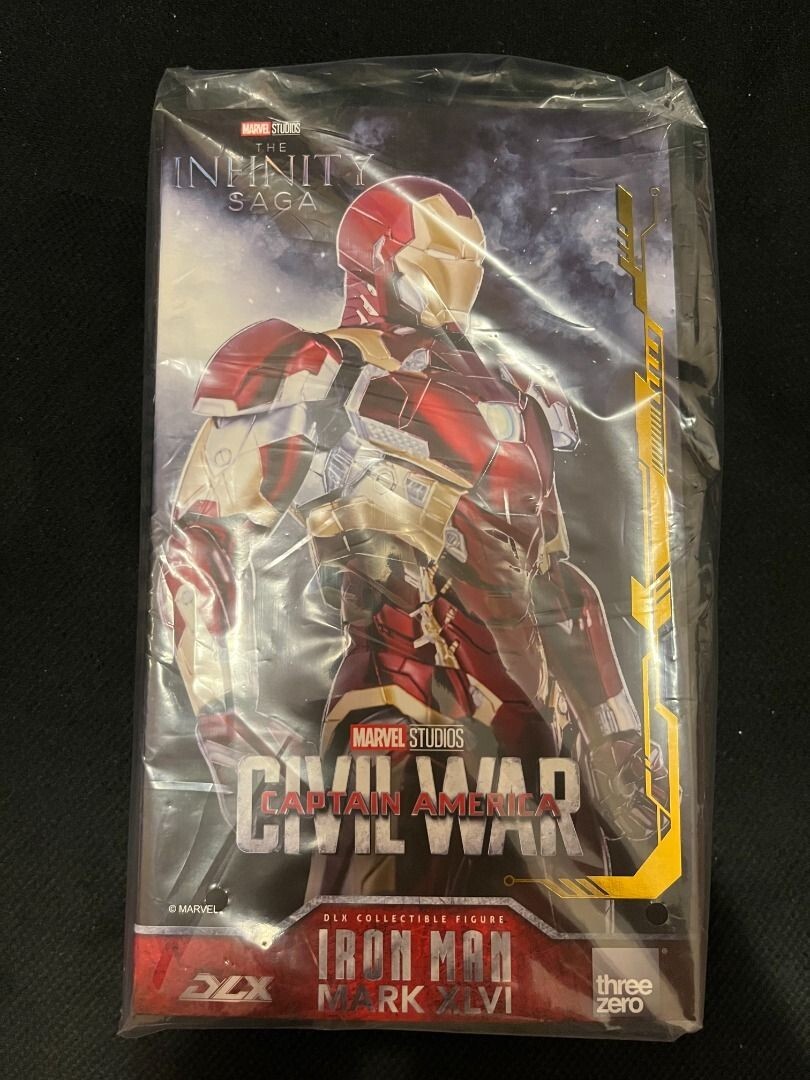 MARVEL STUDIOS
THE
INFINITY
SAGA
MARVEL STUDIOS
CIVIL WAR
CAPTAIN AMERICA
© MARVEL
DLX COLLECTIBLE FIGURE
IRON MAN
MARK XLVI
DLX
three
zero
®